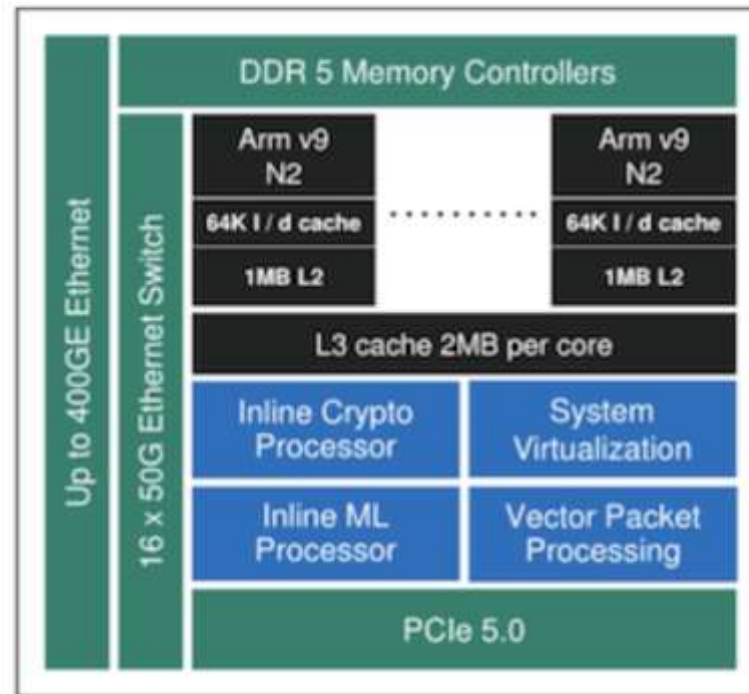 Up to 400GE Ethernet
16 x 50G Ethernet Switch
DDR 5 Memory Controllers
Arm v9
N2
64K I / d cache
1MB L2
Arm v9
N2
64K I / d cache
1MB L2
L3 cache 2MB per core
Inline Crypto
Processor
System
Virtualization
Inline ML
Processor
Vector Packet
Processing
PCIe 5.0